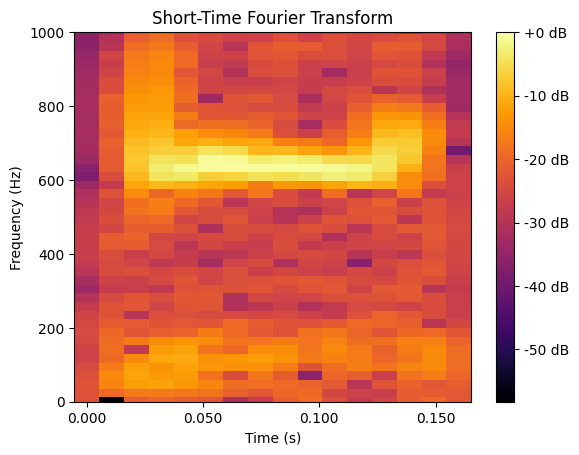 Short-Time Fourier Transform
1000
800
600
400
200
0
Frequency (Hz)
0.000
0.050
0.100
0.150
Time (s)
+0 dB
-10 dB
-20 dB
-30 dB
-40 dB
-50 dB